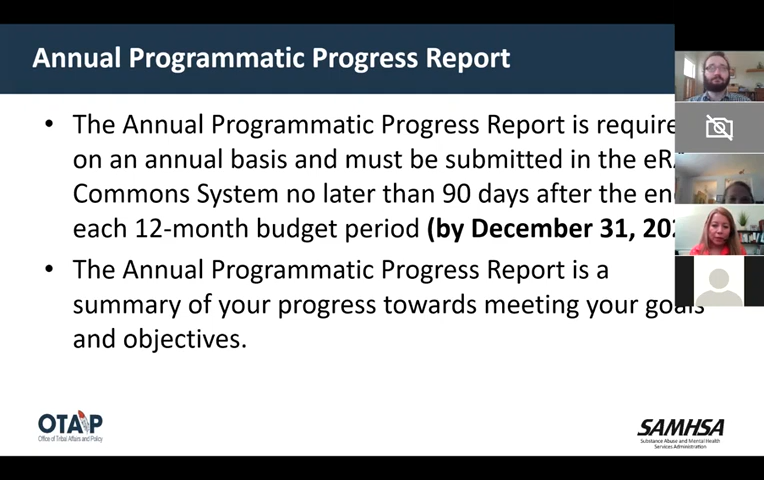 Annual Programmatic Progress Report
• The Annual Programmatic Progress Report is require
on an annual basis and must be submitted in the eRA
Commons System no later than 90 days after the en
each 12-month budget period (by December 31, 202
• The Annual Programmatic Progress Report is a
summary of your progress towards meeting your goals
and objectives.
OTAP
Office of Tribal Affairs and Policy
SAMHSA
Substance Abuse and Mental Health
Services Administration